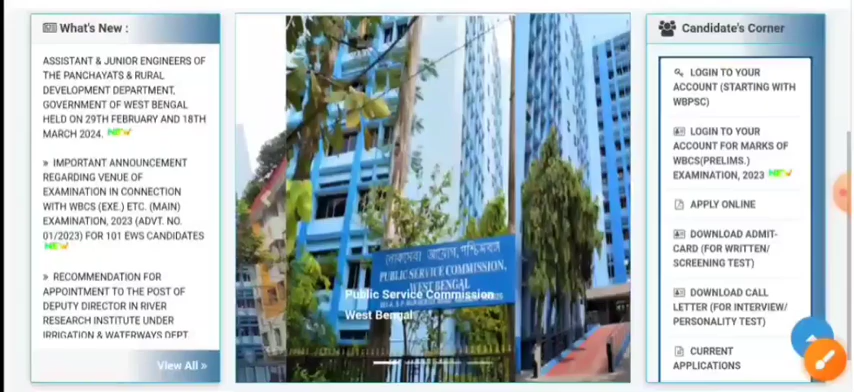 What's New :
ASSISTANT & JUNIOR ENGINEERS OF
THE PANCHAYATS & RURAL
DEVELOPMENT DEPARTMENT,
GOVERNMENT OF WEST BENGAL
HELD ON 29TH FEBRUARY AND 18TH
MARCH 2024. NEW
» IMPORTANT ANNOUNCEMENT
REGARDING VENUE OF
EXAMINATION IN CONNECTION
WITH WBCS (EXE.) ETC. (MAIN)
EXAMINATION, 2023 (ADVT. NO.
01/2023) FOR 101 EWS CANDIDATES
NEW
» RECOMMENDATION FOR
APPOINTMENT TO THE POST OF
DEPUTY DIRECTOR IN RIVER
RESEARCH INSTITUTE UNDER
IRRIGATION & WATERWAYS DEPT
View All »
লোকসেবা আয়োগ, পশ্চিমবঙ্গ
PUBLIC SERVICE COMMISSION,
WEST BENGAL
Public Service Commission
West Bengal
Candidate's Corner
LOGIN TO YOUR
ACCOUNT (STARTING WITH
WBPSC)
LOGIN TO YOUR
ACCOUNT FOR MARKS OF
WBCS(PRELIMS.)
EXAMINATION, 2023 NEW
APPLY ONLINE
DOWNLOAD ADMIT-
CARD (FOR WRITTEN/
SCREENING TEST)
DOWNLOAD CALL
LETTER (FOR INTERVIEW/
PERSONALITY TEST)
CURRENT
APPLICATIONS